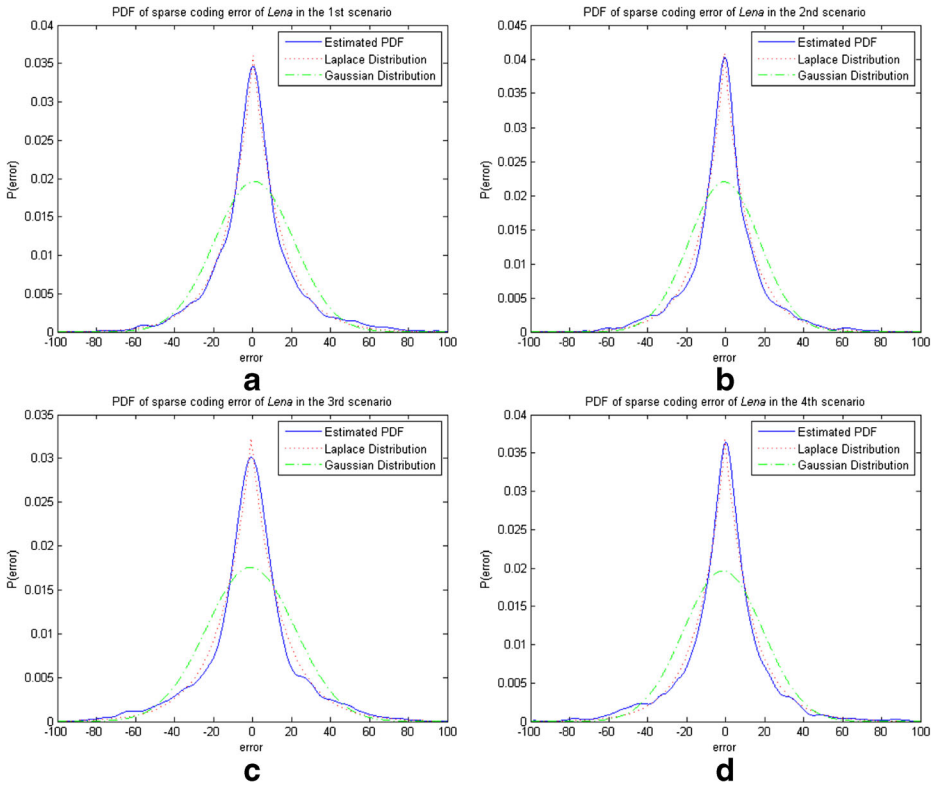 PDF of sparse coding error of Lena in the 1st scenario
0.04
0.035
0.03
0.025
0.02
0.015
0.01
0.005
0
P(error)
Estimated PDF
Laplace Distribution
Gaussian Distribution
-100 -80 -60 -40 -20 0 20 40 60 80 100
error
a
PDF of sparse coding error of Lena in the 2nd scenario
0.045
0.04
0.035
0.03
0.025
0.02
0.015
0.01
0.005
0
P(error)
Estimated PDF
Laplace Distribution
Gaussian Distribution
-100 -80 -60 -40 -20 0 20 40 60 80 100
error
b
PDF of sparse coding error of Lena in the 3rd scenario
0.035
0.03
0.025
0.02
0.015
0.01
0.005
0
P(error)
Estimated PDF
Laplace Distribution
Gaussian Distribution
-100 -80 -60 -40 -20 0 20 40 60 80 100
error
c
PDF of sparse coding error of Lena in the 4th scenario
0.04
0.035
0.03
0.025
0.02
0.015
0.01
0.005
0
P(error)
Estimated PDF
Laplace Distribution
Gaussian Distribution
-100 -80 -60 -40 -20 0 20 40 60 80 100
error
d